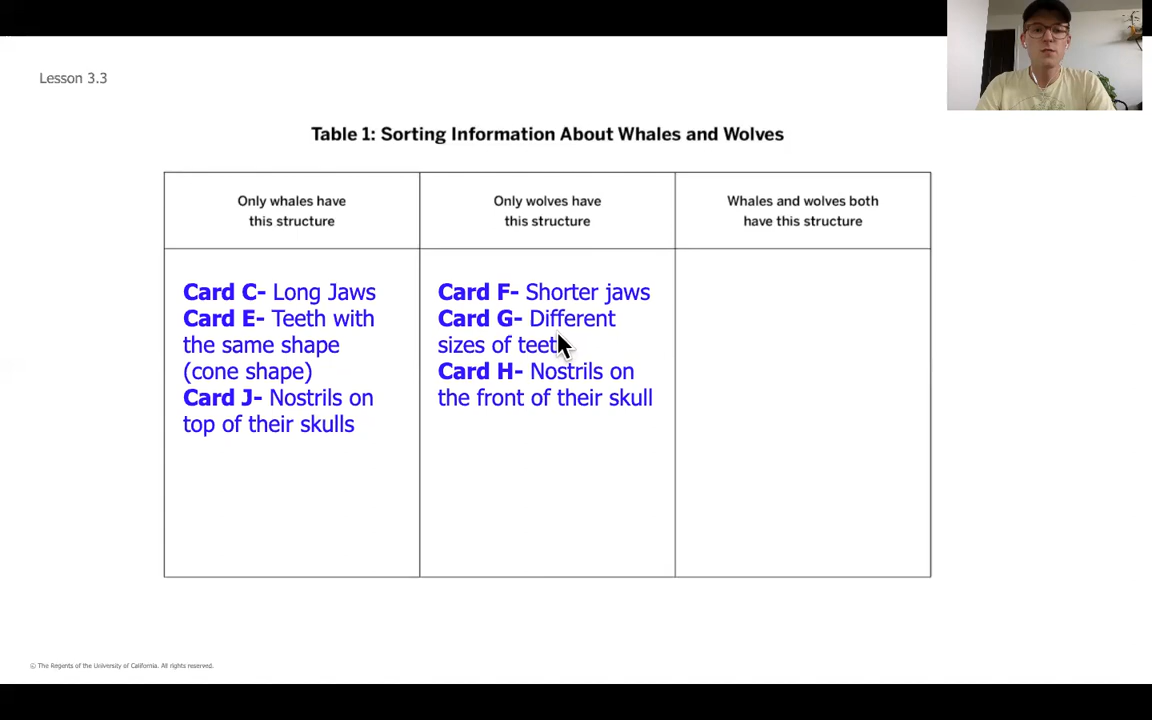 Lesson 3.3
Table 1: Sorting Information About Whales and Wolves
Only whales have
this structure
Only wolves have
this structure
Whales and wolves both
have this structure
Card C- Long Jaws
Card E- Teeth with
the same shape
(cone shape)
Card J- Nostrils on
top of their skulls
Card F- Shorter jaws
Card G- Different
sizes of teet
Card H- Nostrils on
the front of their skull
© The Regents of the University of California. All rights reserved.